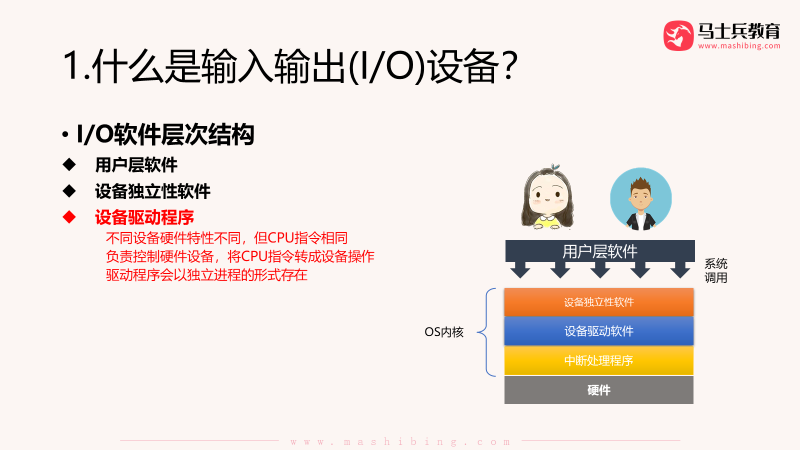 马士兵教育
www.mashibing.com
1.什么是输入输出(I/O)设备？
• I/O软件层次结构
◆ 用户层软件
◆ 设备独立性软件
◆ 设备驱动程序
不同设备硬件特性不同，但CPU指令相同
负责控制硬件设备，将CPU指令转成设备操作
驱动程序会以独立进程的形式存在
用户层软件
系统
调用
设备独立性软件
OS内核
设备驱动软件
中断处理程序
硬件
www.mashibing.com